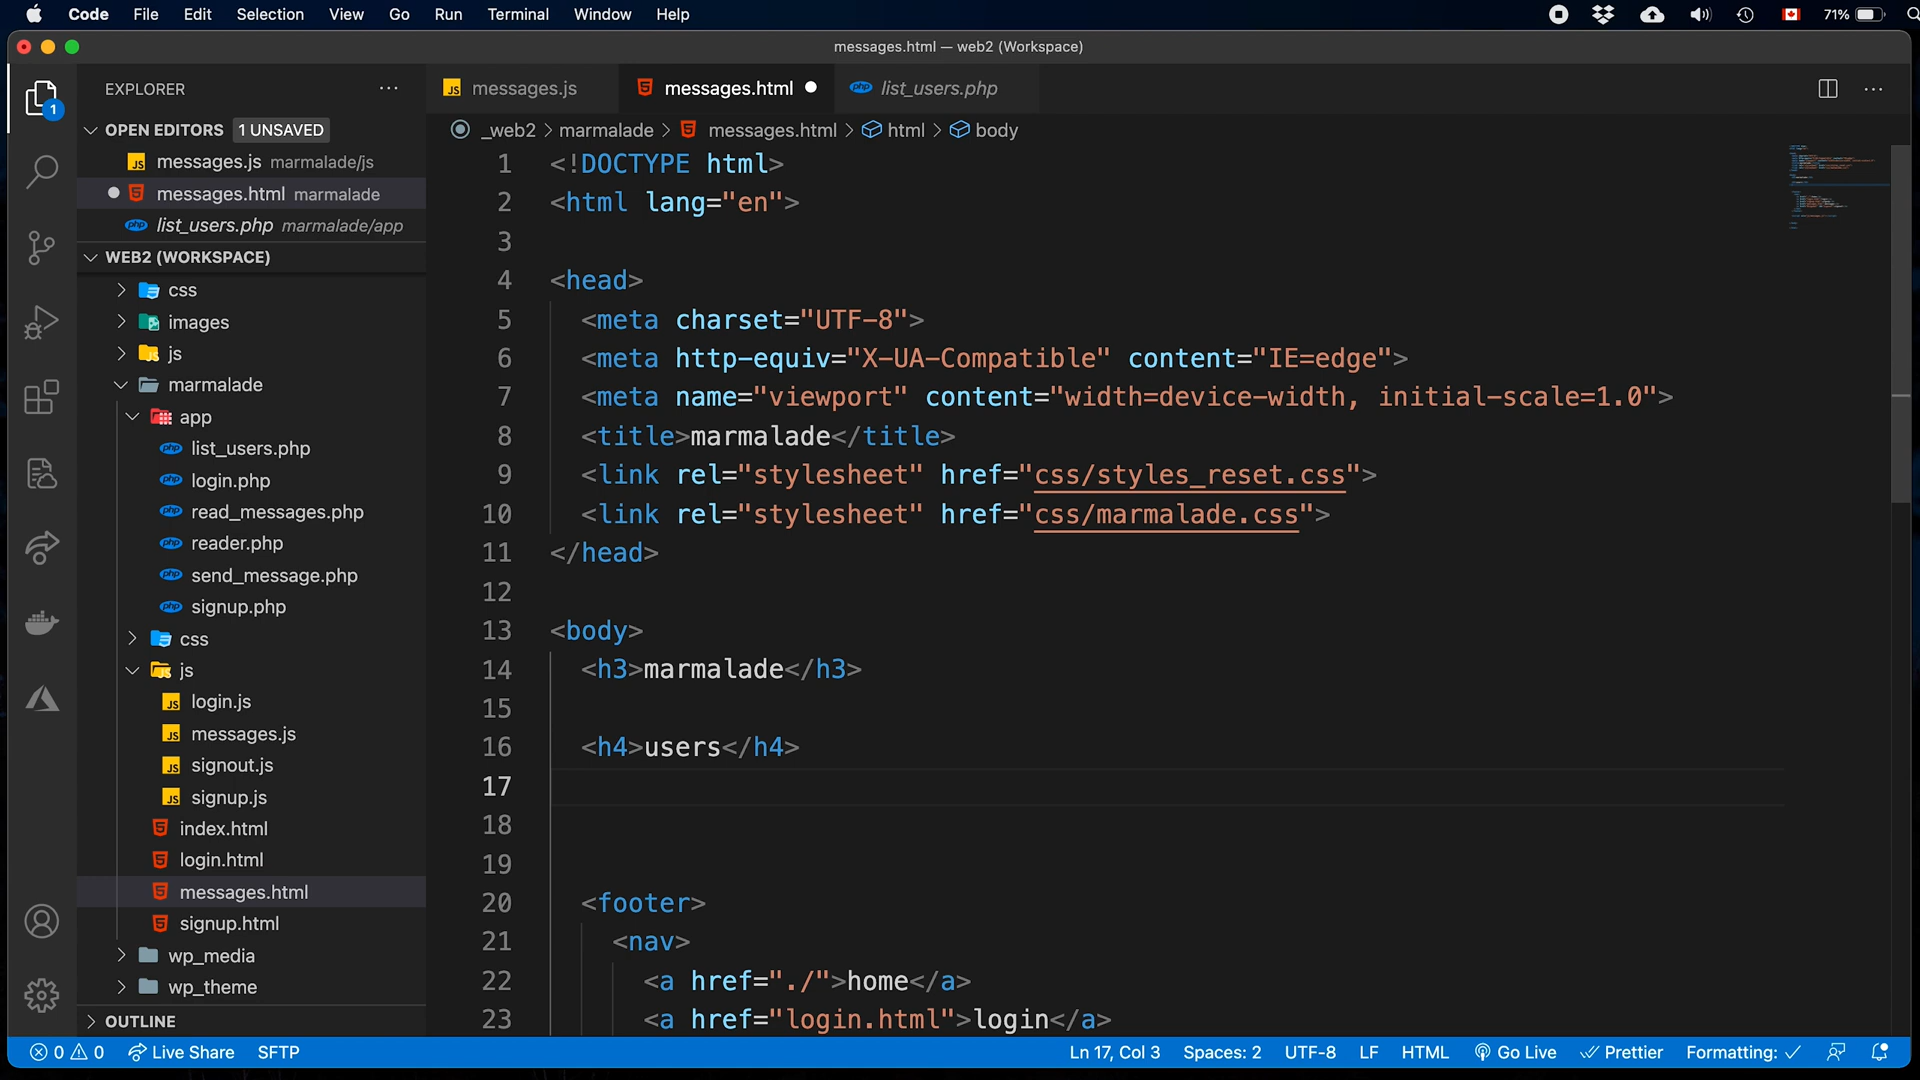 Code File Edit Selection View Go Run Terminal Window Help 71%
messages.html — web2 (Workspace)
EXPLORER ···
messages.js messages.html list_users.php ···
1
OPEN EDITORS 1 UNSAVED
_web2 > marmalade > messages.html > html > body
messages.js marmalade/js
messages.html marmalade
list_users.php marmalade/app
WEB2 (WORKSPACE)
css
images
js
marmalade
app
list_users.php
login.php
read_messages.php
reader.php
send_message.php
signup.php
css
js
login.js
messages.js
signout.js
signup.js
index.html
login.html
messages.html
signup.html
wp_media
wp_theme
OUTLINE
1 <!DOCTYPE html>
2 <html lang="en">
3
4 <head>
5 <meta charset="UTF-8">
6 <meta http-equiv="X-UA-Compatible" content="IE=edge">
7 <meta name="viewport" content="width=device-width, initial-scale=1.0">
8 <title>marmalade</title>
9 <link rel="stylesheet" href="css/styles_reset.css">
10 <link rel="stylesheet" href="css/marmalade.css">
11 </head>
12
13 <body>
14 <h3>marmalade</h3>
15
16 <h4>users</h4>
17
18
19
20 <footer>
21 <nav>
22 <a href="./">home</a>
23 <a href="login.html">login</a>
0 0 Live Share SFTP Ln 17, Col 3 Spaces: 2 UTF-8 LF HTML Go Live Prettier Formatting: ✓